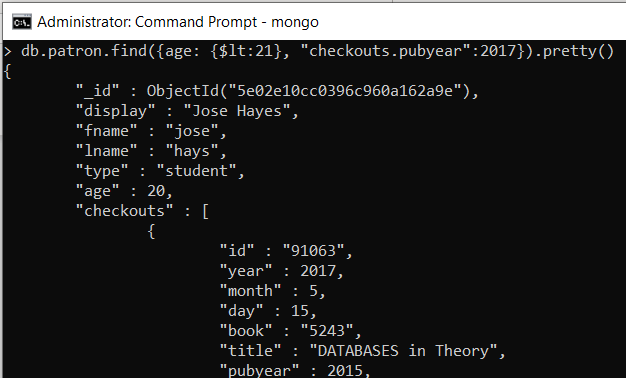 Administrator: Command Prompt - mongo
> db.patron.find({age: {$lt:21}, "checkouts.pubyear":2017}).pretty()
{
"_id" : ObjectId("5e02e10cc0396c960a162a9e"),
"display" : "Jose Hayes",
"fname" : "jose",
"lname" : "hays",
"type" : "student",
"age" : 20,
"checkouts" : [
{
"id" : "91063",
"year" : 2017,
"month" : 5,
"day" : 15,
"book" : "5243",
"title" : "DATABASES in Theory",
"pubyear" : 2015,